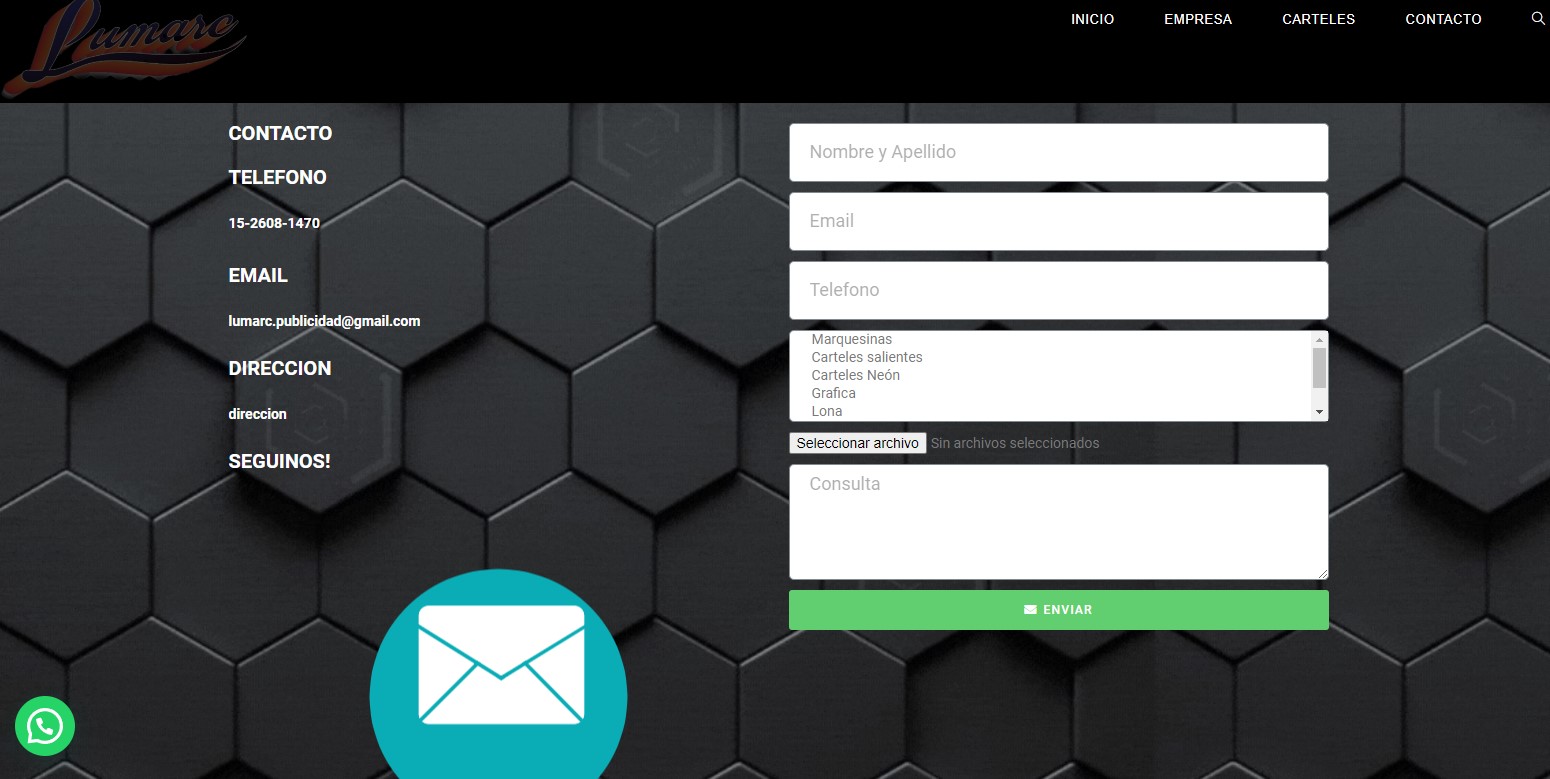 Lumarc
INICIO EMPRESA CARTELES CONTACTO
CONTACTO
TELEFONO
15-2608-1470
EMAIL
lumarc.publicidad@gmail.com
DIRECCION
direccion
SEGUINOS!
Nombre y Apellido
Email
Telefono
Marquesinas
Carteles salientes
Carteles Neón
Grafica
Lona
Seleccionar archivo Sin archivos seleccionados
Consulta
ENVIAR